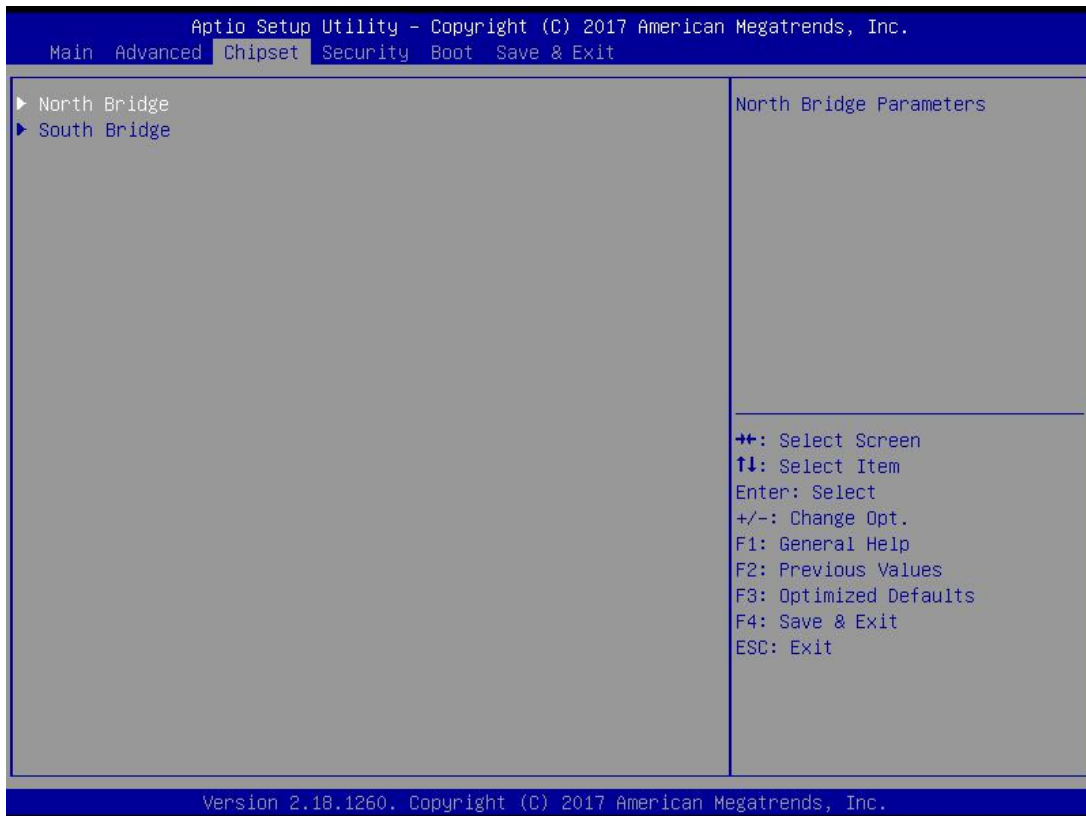 Aptio Setup Utility – Copyright (C) 2017 American Megatrends, Inc.
Main Advanced Chipset Security Boot Save & Exit
▶ North Bridge
▶ South Bridge
North Bridge Parameters
→←: Select Screen
↑↓: Select Item
Enter: Select
+/-: Change Opt.
F1: General Help
F2: Previous Values
F3: Optimized Defaults
F4: Save & Exit
ESC: Exit
Version 2.18.1260. Copyright (C) 2017 American Megatrends, Inc.